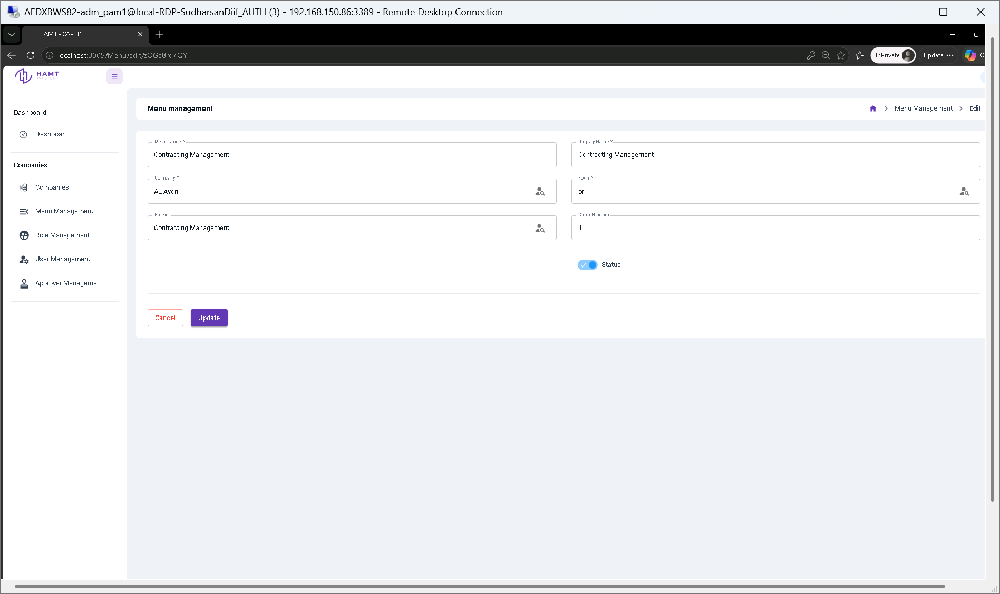 AEDXBWS82-adm_pam1@local-RDP-SudharsanDiif_AUTH (3) - 192.168.150.86:3389 - Remote Desktop Connection
HAMT - SAP B1
localhost:3005/Menu/edit/zOGe8rd7QY
InPrivate
Update
HAMT
INFOTECH
Dashboard
Dashboard
Companies
Companies
Menu Management
Role Management
User Management
Approver Manageme...
Menu management
Menu Management > Edit
Menu Name *
Contracting Management
Display Name *
Contracting Management
Company *
AL Avon
Form *
pr
Parent
Contracting Management
Order Number
1
Status
Cancel
Update